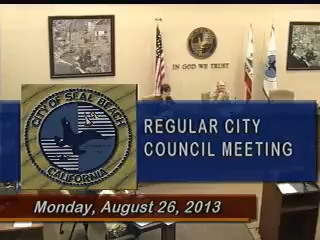 IN GOD WE TRUST
CITY OF SEAL BEACH
CALIFORNIA
REGULAR CITY
COUNCIL MEETING
Monday, August 26, 2013